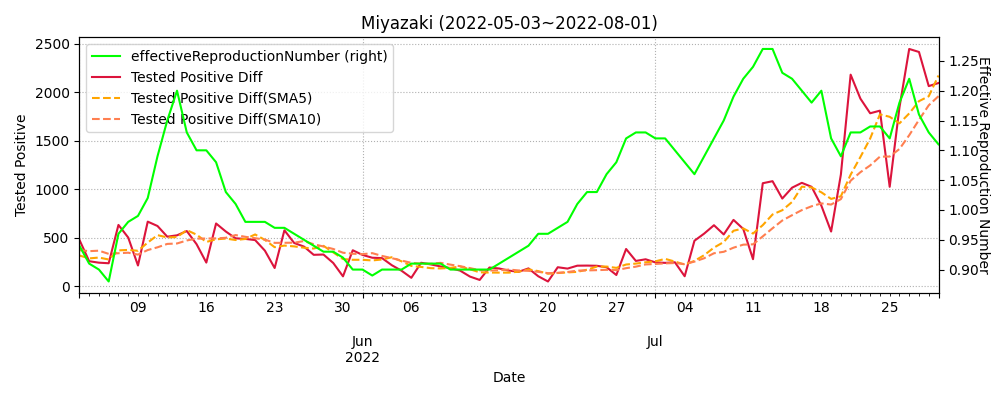 Miyazaki (2022-05-03~2022-08-01)
effectiveReproductionNumber (right)
Tested Positive Diff
Tested Positive Diff(SMA5)
Tested Positive Diff(SMA10)
Tested Positive
2500
2000
1500
1000
500
0
1.25
1.20
1.15
1.10
1.05
1.00
0.95
0.90
Effective Reproduction Number
09 16 23 30 06 13 20 27 04 11 18 25
Jun Jul
2022
Date